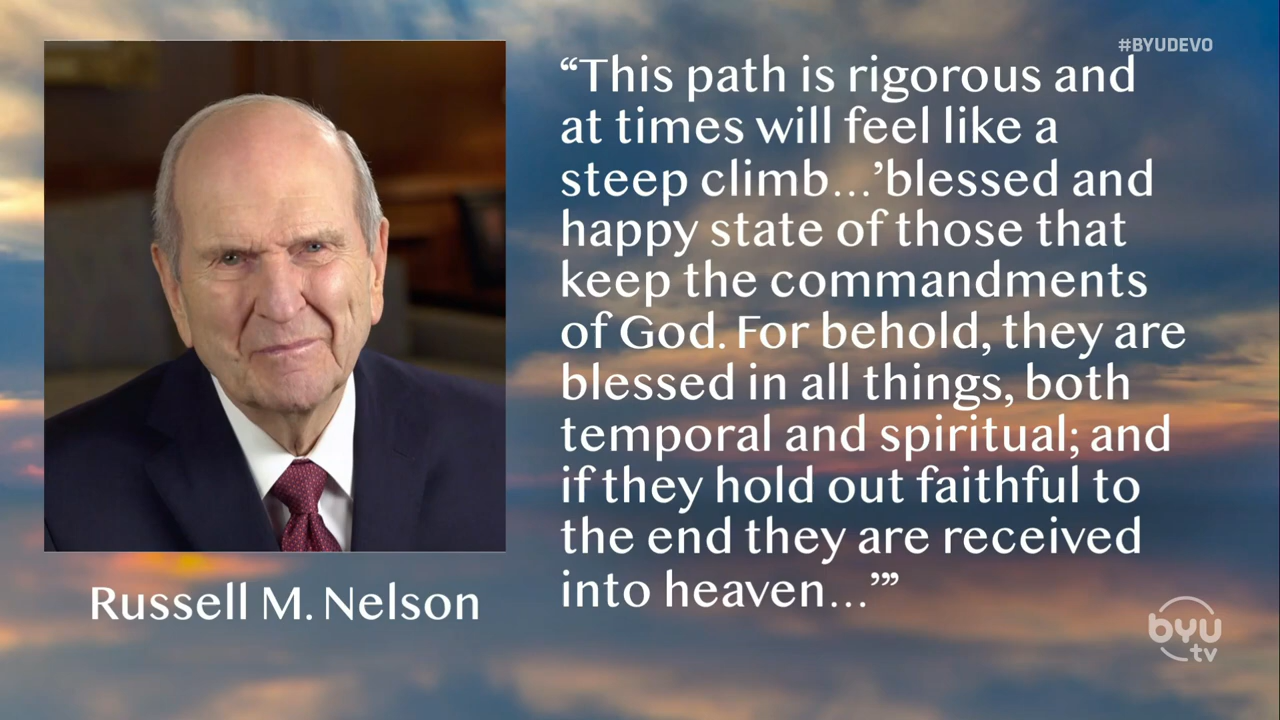 #BYUDEVO
“This path is rigorous and
at times will feel like a
steep climb…’blessed and
happy state of those that
keep the commandments
of God. For behold, they are
blessed in all things, both
temporal and spiritual; and
if they hold out faithful to
the end they are received
into heaven…’”
Russell M. Nelson
byu
tv